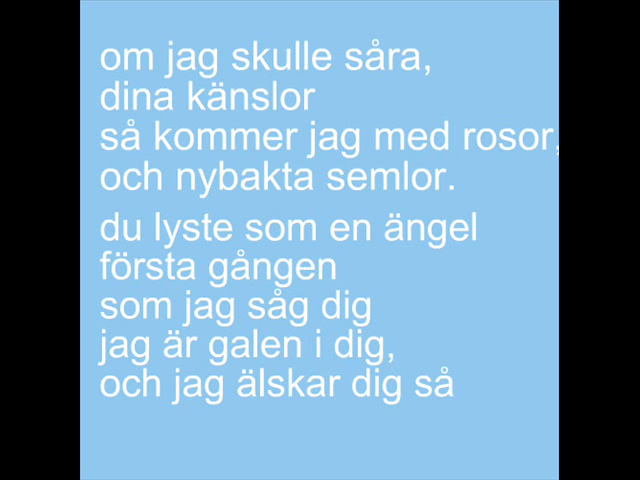 om jag skulle såra,
dina känslor
så kommer jag med rosor,
och nybakta semlor.
du lyste som en ängel
första gången
som jag såg dig
jag är galen i dig,
och jag älskar dig så